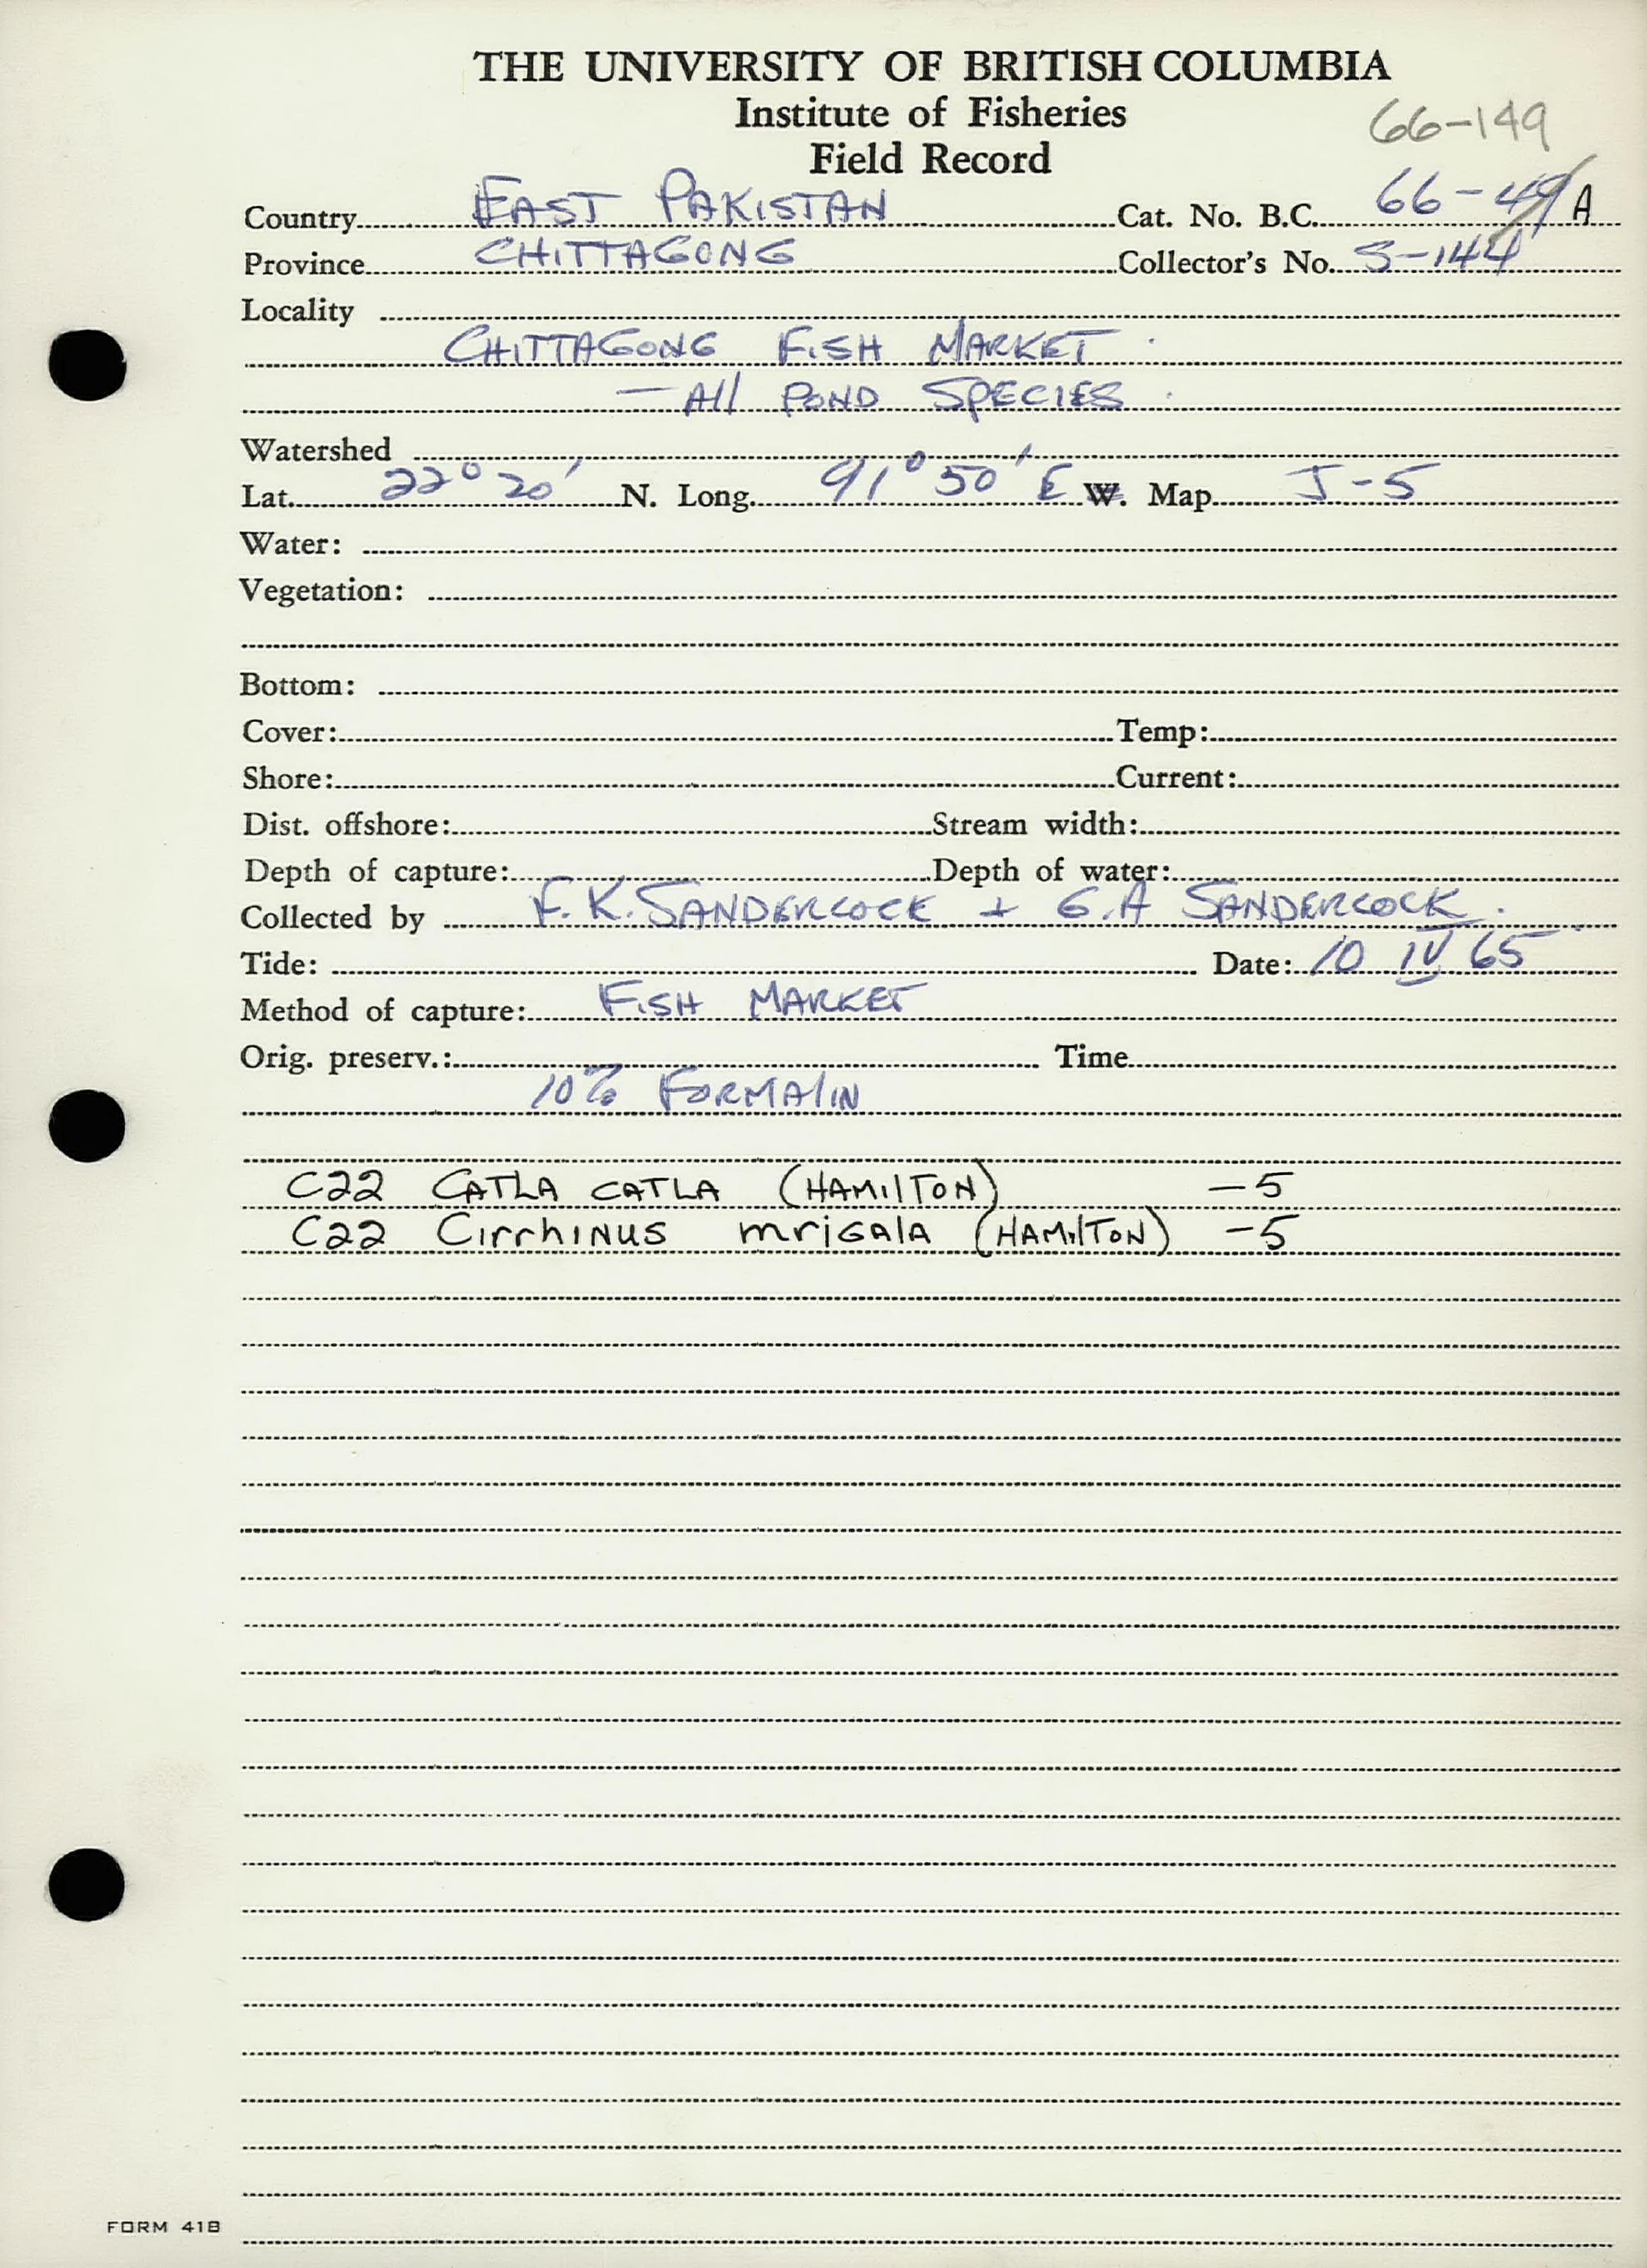 THE UNIVERSITY OF BRITISH COLUMBIA
Institute of Fisheries
66-149
Field Record
Country EAST PAKISTAN Cat. No. B.C. 66-49 A
Province CHITTAGONG Collector's No. S-144
Locality
CHITTAGONG FISH MARKET.
- All POND SPECIES.
Watershed
Lat. 22° 20' N. Long. 91° 50' E W. Map J-5
Water:
Vegetation:
Bottom:
Cover: Temp:
Shore: Current:
Dist. offshore: Stream width:
Depth of capture: Depth of water:
Collected by F.K. SANDERCOCK + G.A SANDERCOCK.
Tide: Date: 10 IV 65
Method of capture: FISH MARKET
Orig. preserv.: Time
10% FORMALIN
C22 CATLA CATLA (HAMILTON) -5
C22 Cirrhinus mrigala (HAMILTON) -5
FORM 41B